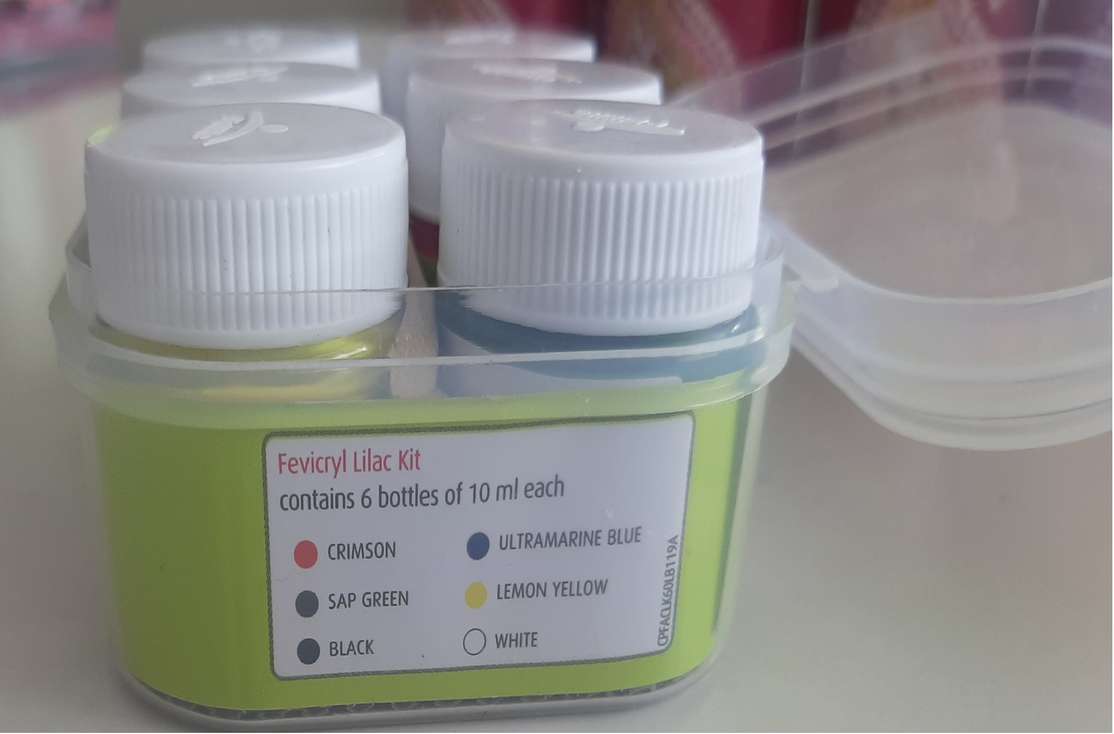 Fevicryl Lilac Kit
contains 6 bottles of 10 ml each
CRIMSON
SAP GREEN
BLACK
ULTRAMARINE BLUE
LEMON YELLOW
WHITE
CPFACLK60LB119A